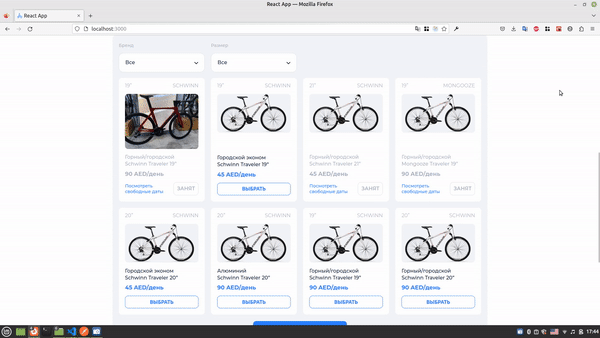 React App — Mozilla Firefox
React App
localhost:3000
Бренд
Размер
Все
Все
19" SCHWINN
Горный/городской
Schwinn Traveler 19"
90 AED/день
Посмотреть
свободные даты
ЗАНЯТ
19" SCHWINN
Городской эконом
Schwinn Traveler 19"
45 AED/день
ВЫБРАТЬ
21" SCHWINN
Горный/городской
Schwinn Traveler 21"
90 AED/день
Посмотреть
свободные даты
ЗАНЯТ
19" MONGOOZE
Горный/городской
Mongooze Traveler 19"
90 AED/день
Посмотреть
свободные даты
ЗАНЯТ
20" SCHWINN
Городской эконом
Schwinn Traveler 20"
45 AED/день
ВЫБРАТЬ
20" SCHWINN
Алюминий
Schwinn Traveler 20"
90 AED/день
ВЫБРАТЬ
19" SCHWINN
Горный/городской
Schwinn Traveler 19"
90 AED/день
ВЫБРАТЬ
20" SCHWINN
Горный/городской
Schwinn Traveler 20"
90 AED/день
ВЫБРАТЬ
17:44